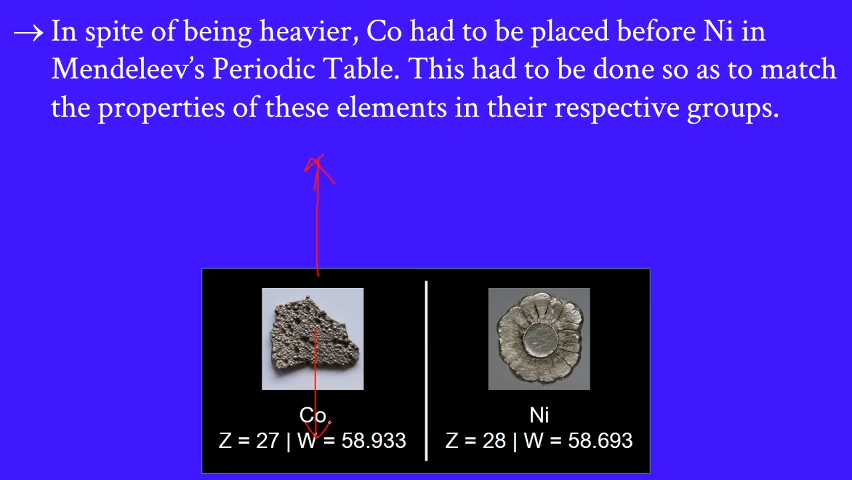 → In spite of being heavier, Co had to be placed before Ni in
Mendeleev’s Periodic Table. This had to be done so as to match
the properties of these elements in their respective groups.
Co
Z = 27 | W = 58.933
Ni
Z = 28 | W = 58.693